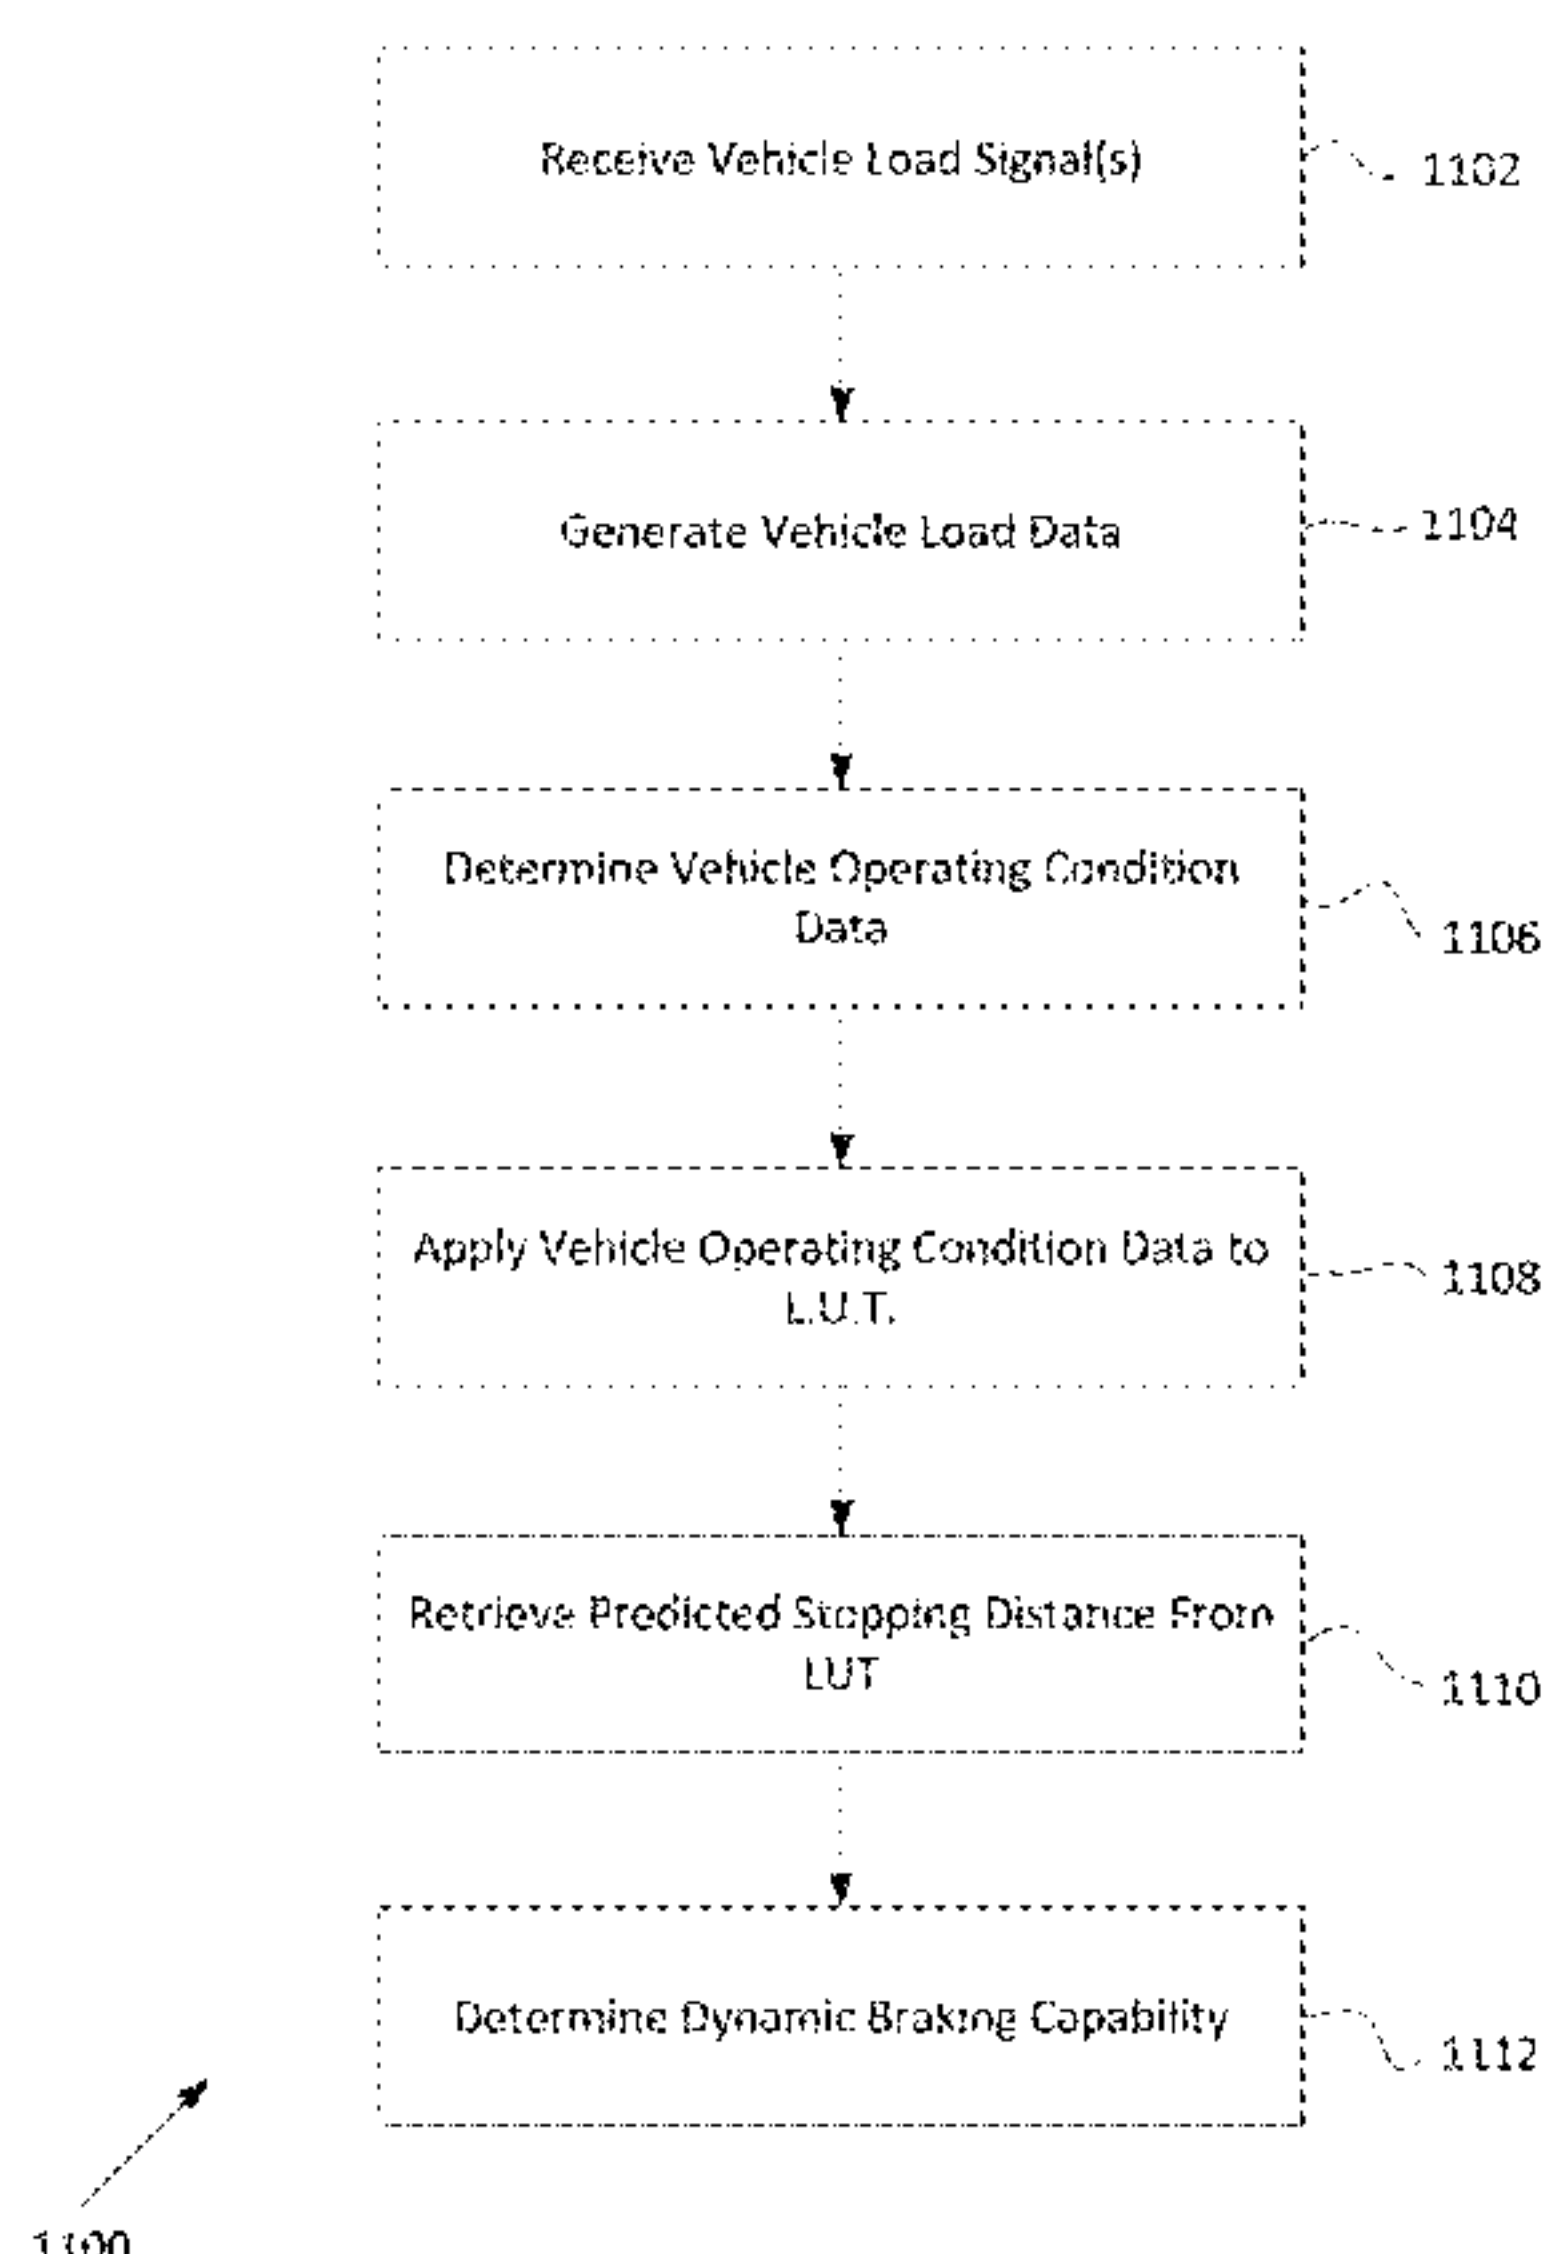 Receive Vehicle Load Signal(s)
1102
Generate Vehicle Load Data
1104
Determine Vehicle Operating Condition
Data
1106
Apply Vehicle Operating Condition Data to
L.U.T.
1108
Retrieve Predicted Stopping Distance From
LUT
1110
Determine Dynamic Braking Capability
1112
1100